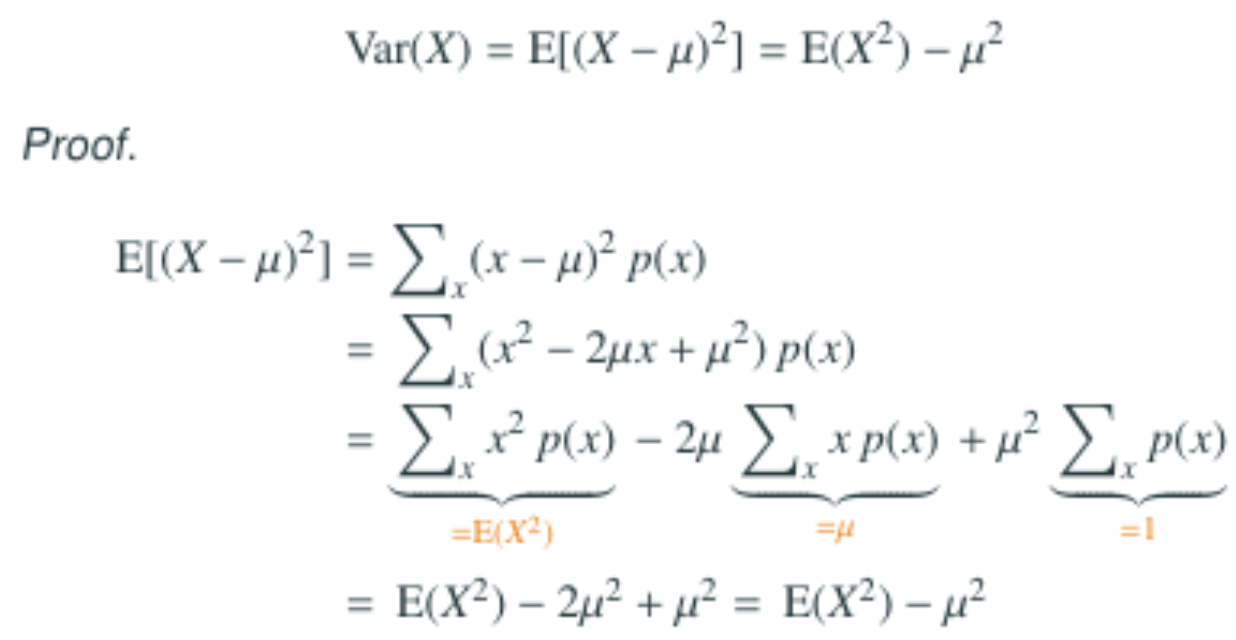 Var(X) = E[(X − μ)²] = E(X²) − μ²
Proof.
E[(X − μ)²] = ∑ₓ(x − μ)² p(x)
= ∑ₓ(x² − 2μx + μ²) p(x)
= ∑ₓ x² p(x) − 2μ ∑ₓ x p(x) + μ² ∑ₓ p(x)
=E(X²) =μ =1
= E(X²) − 2μ² + μ² = E(X²) − μ²